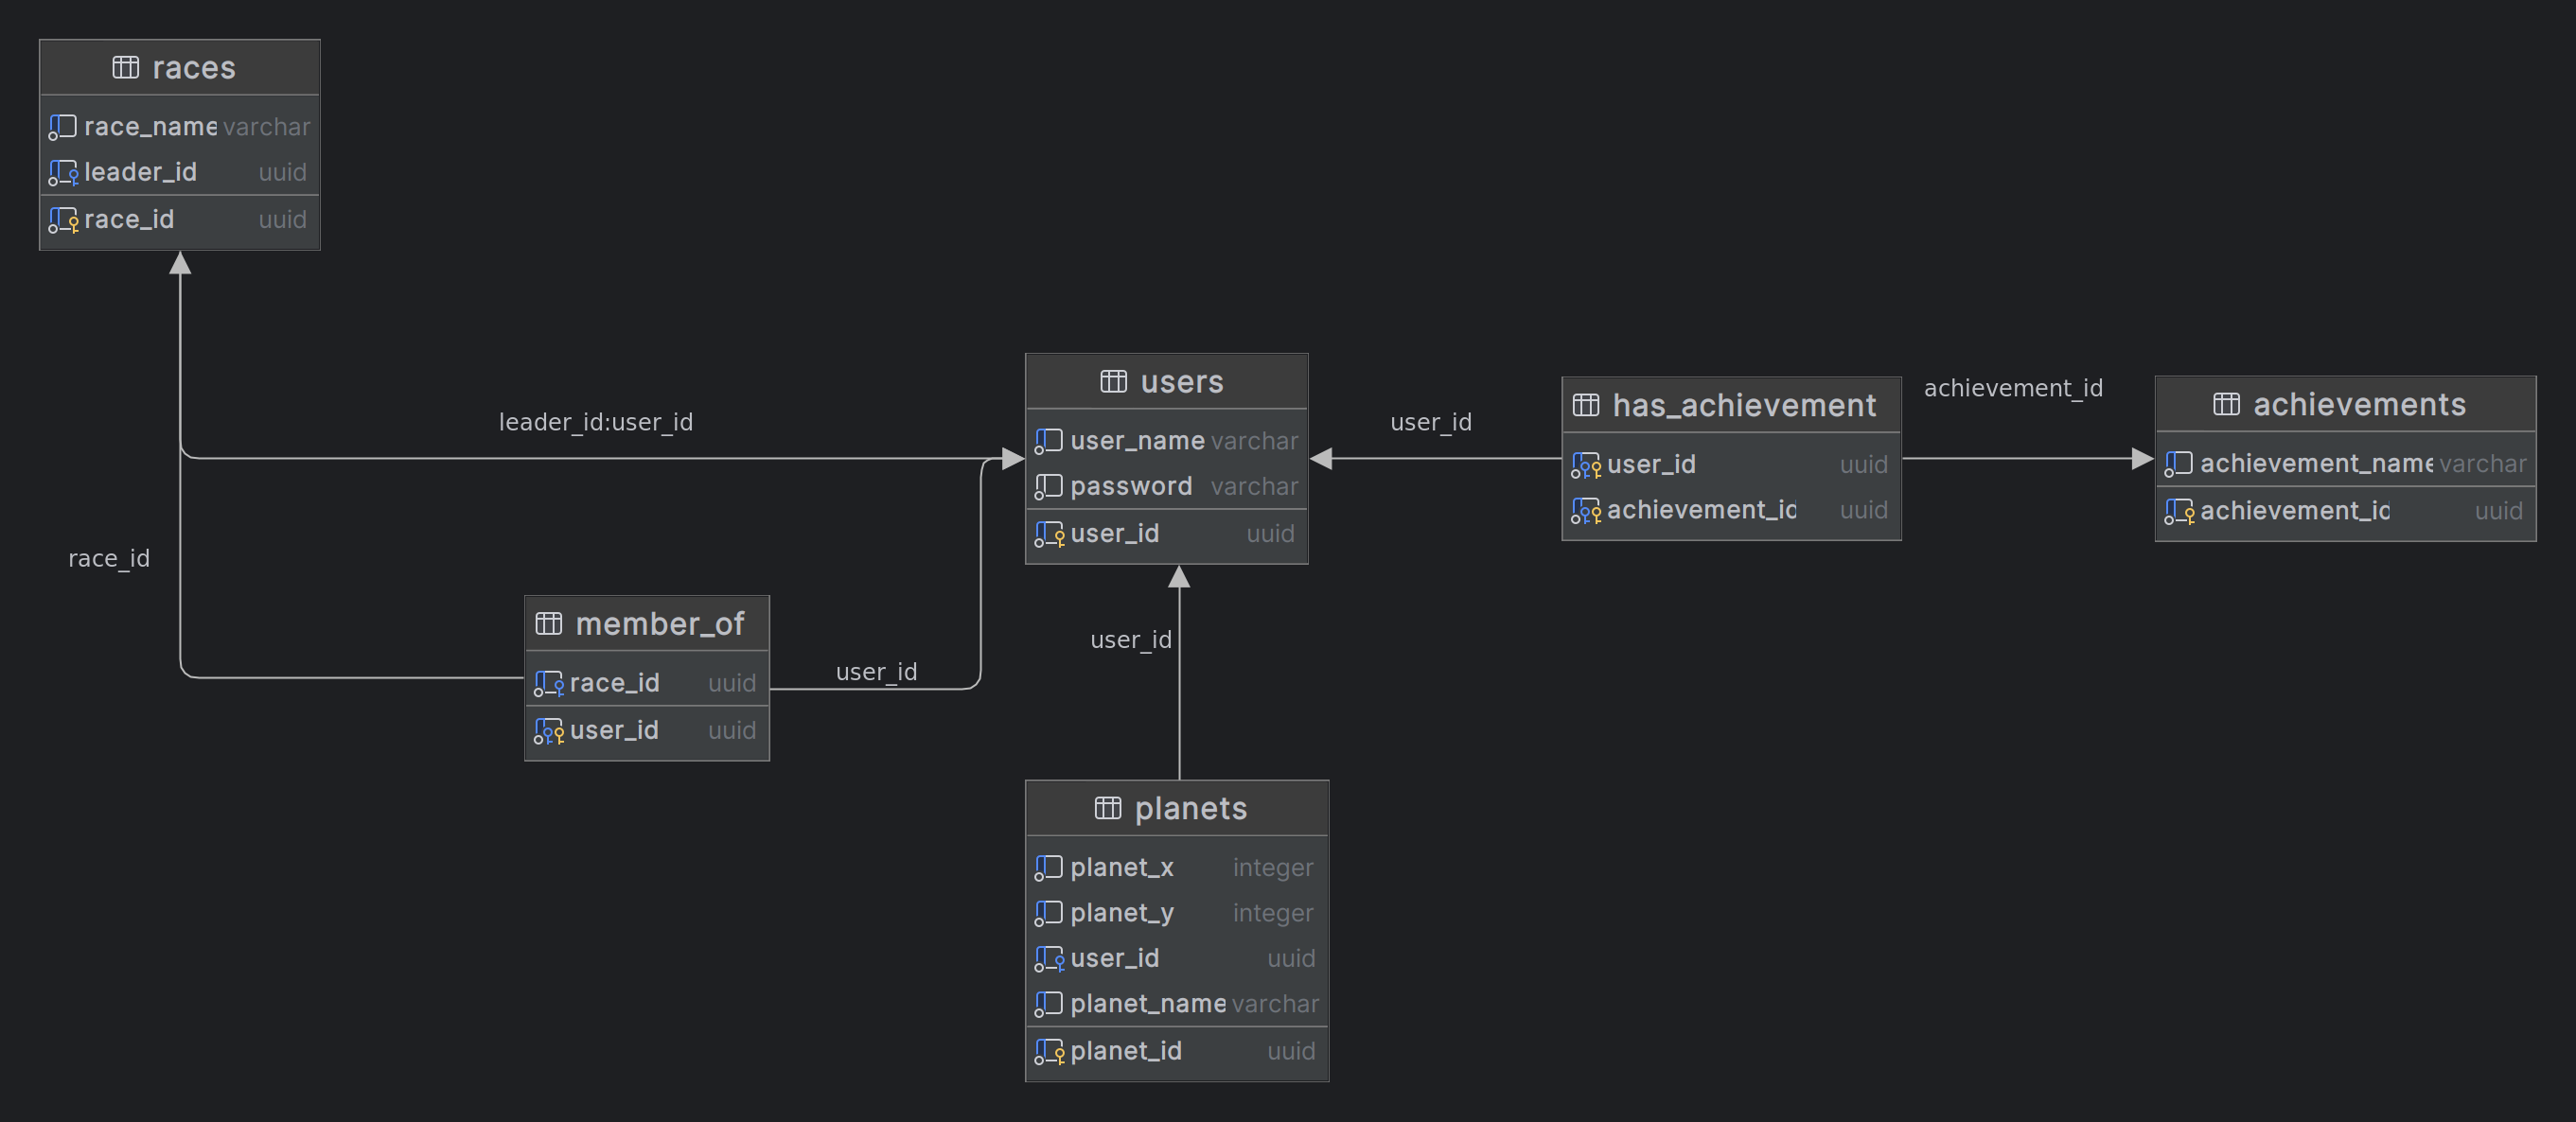 races
race_name varchar
leader_id uuid
race_id uuid
leader_id:user_id
race_id
member_of
race_id uuid
user_id uuid
user_id
users
user_name varchar
password varchar
user_id uuid
user_id
has_achievement
user_id uuid
achievement_id uuid
achievement_id
achievements
achievement_name varchar
achievement_id uuid
user_id
planets
planet_x integer
planet_y integer
user_id uuid
planet_name varchar
planet_id uuid